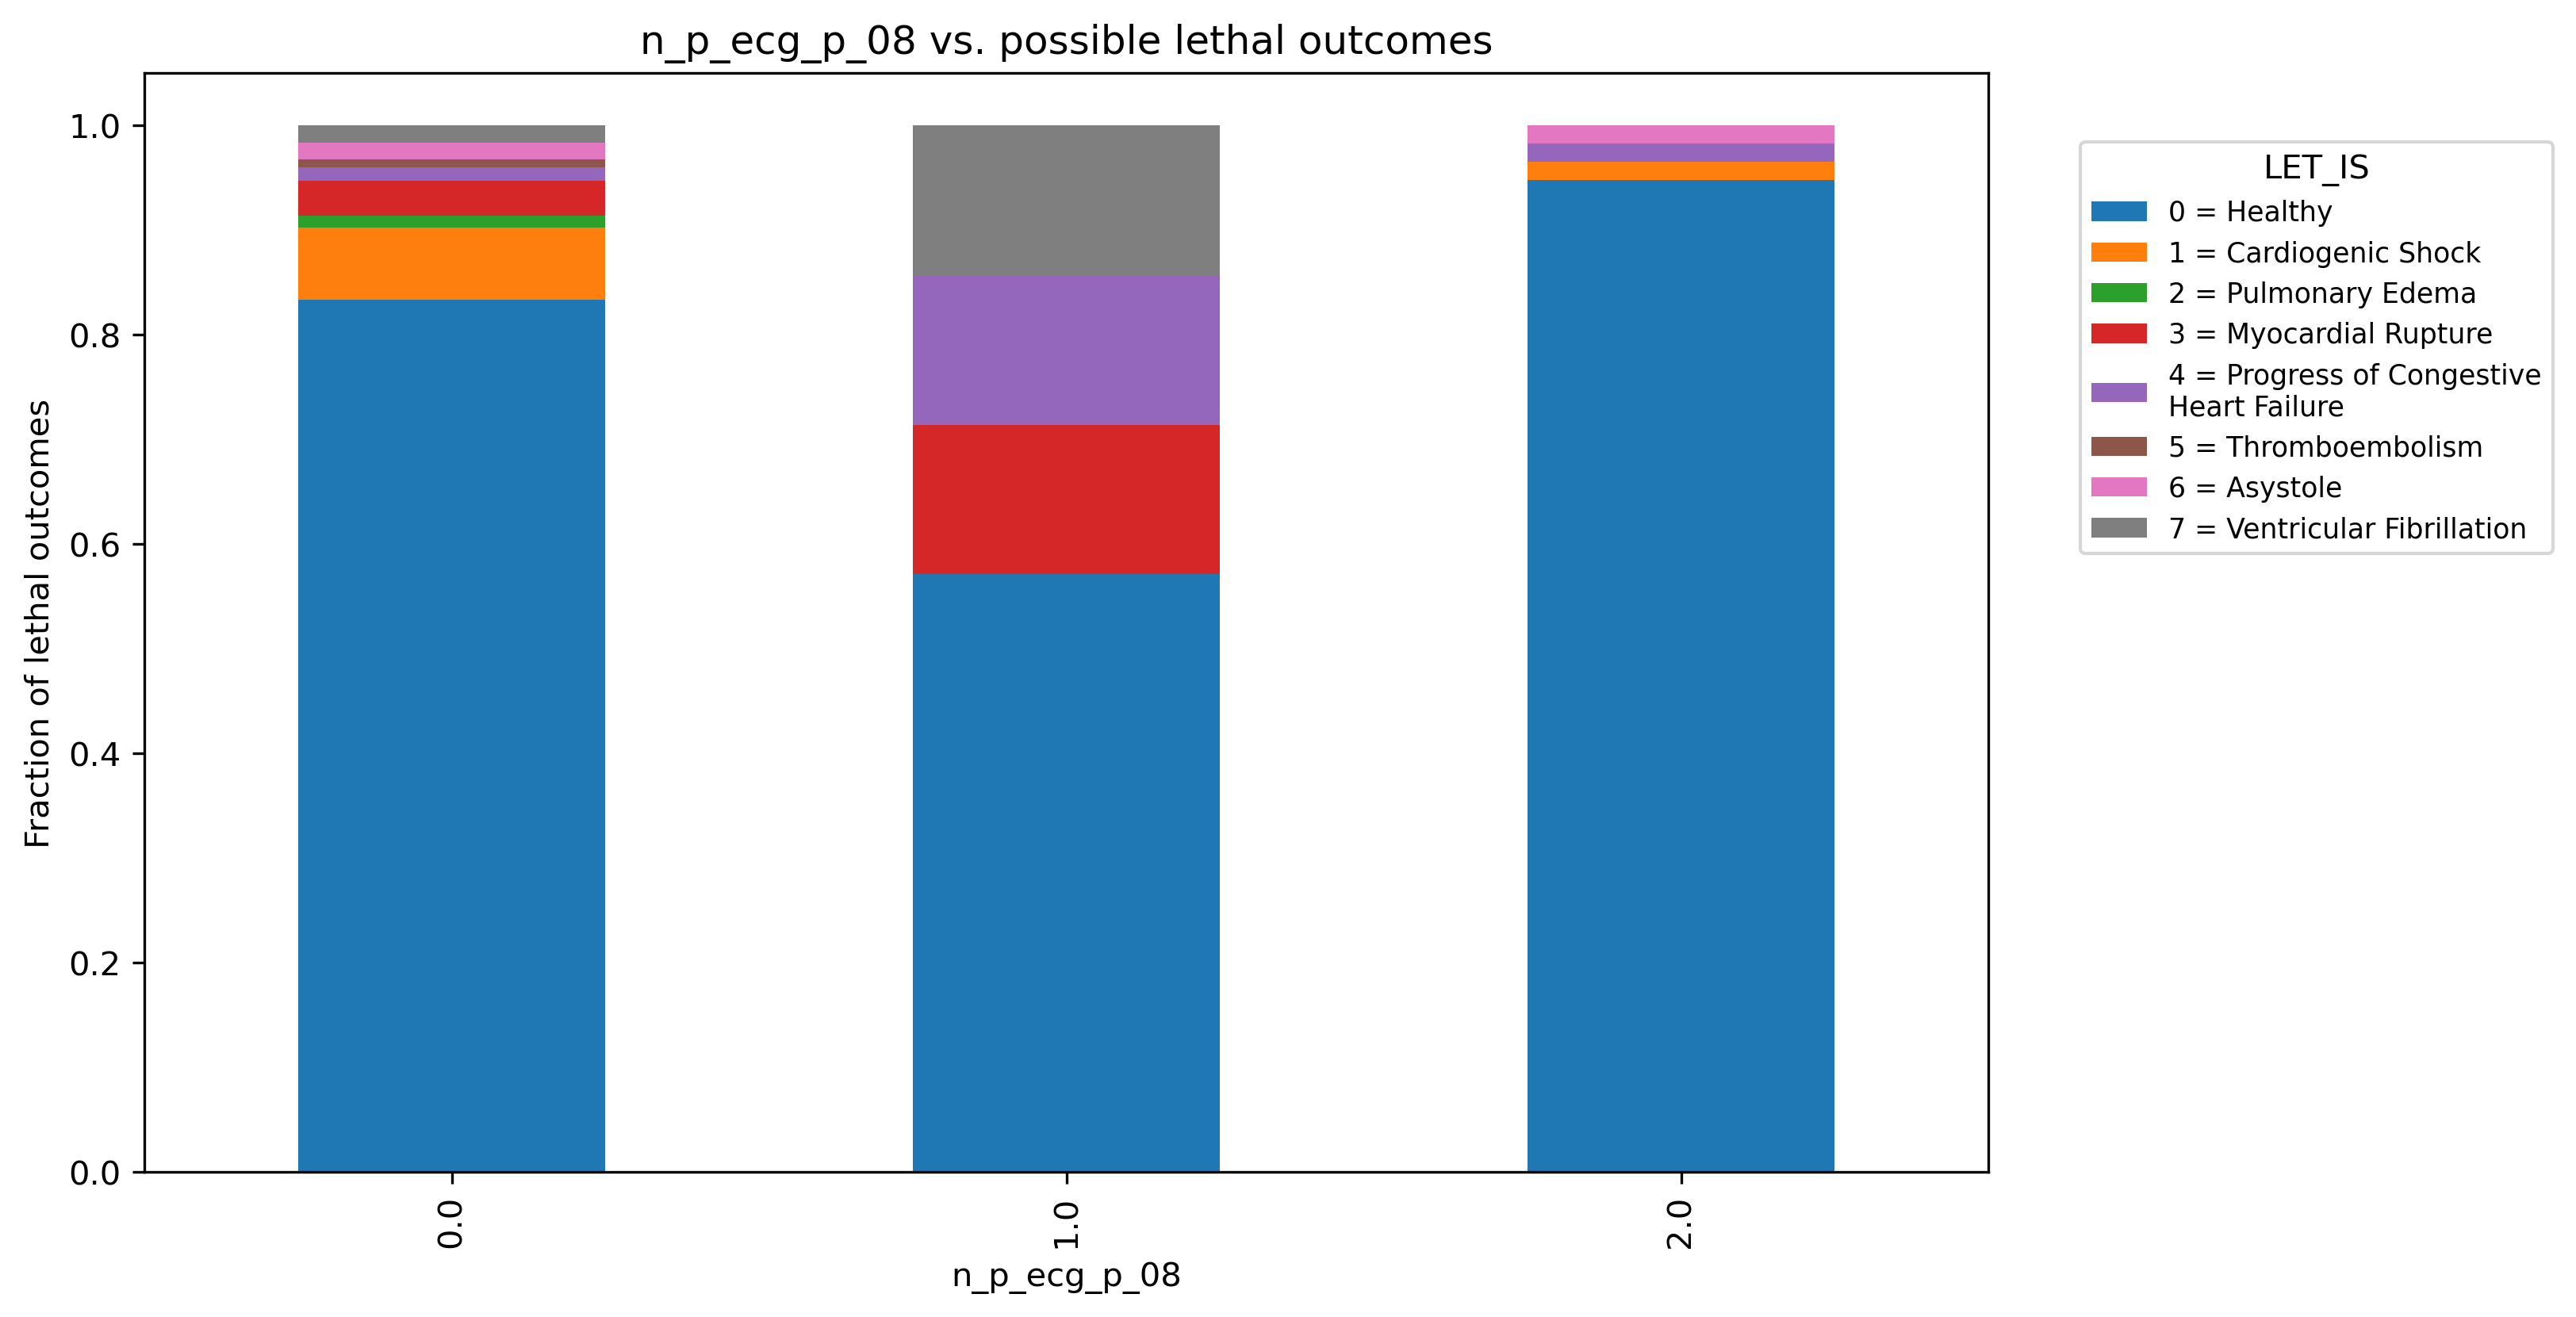 n_p_ecg_p_08 vs. possible lethal outcomes
Fraction of lethal outcomes
1.0
0.8
0.6
0.4
0.2
0.0
0.0
1.0
2.0
n_p_ecg_p_08
LET_IS
0 = Healthy
1 = Cardiogenic Shock
2 = Pulmonary Edema
3 = Myocardial Rupture
4 = Progress of Congestive
Heart Failure
5 = Thromboembolism
6 = Asystole
7 = Ventricular Fibrillation